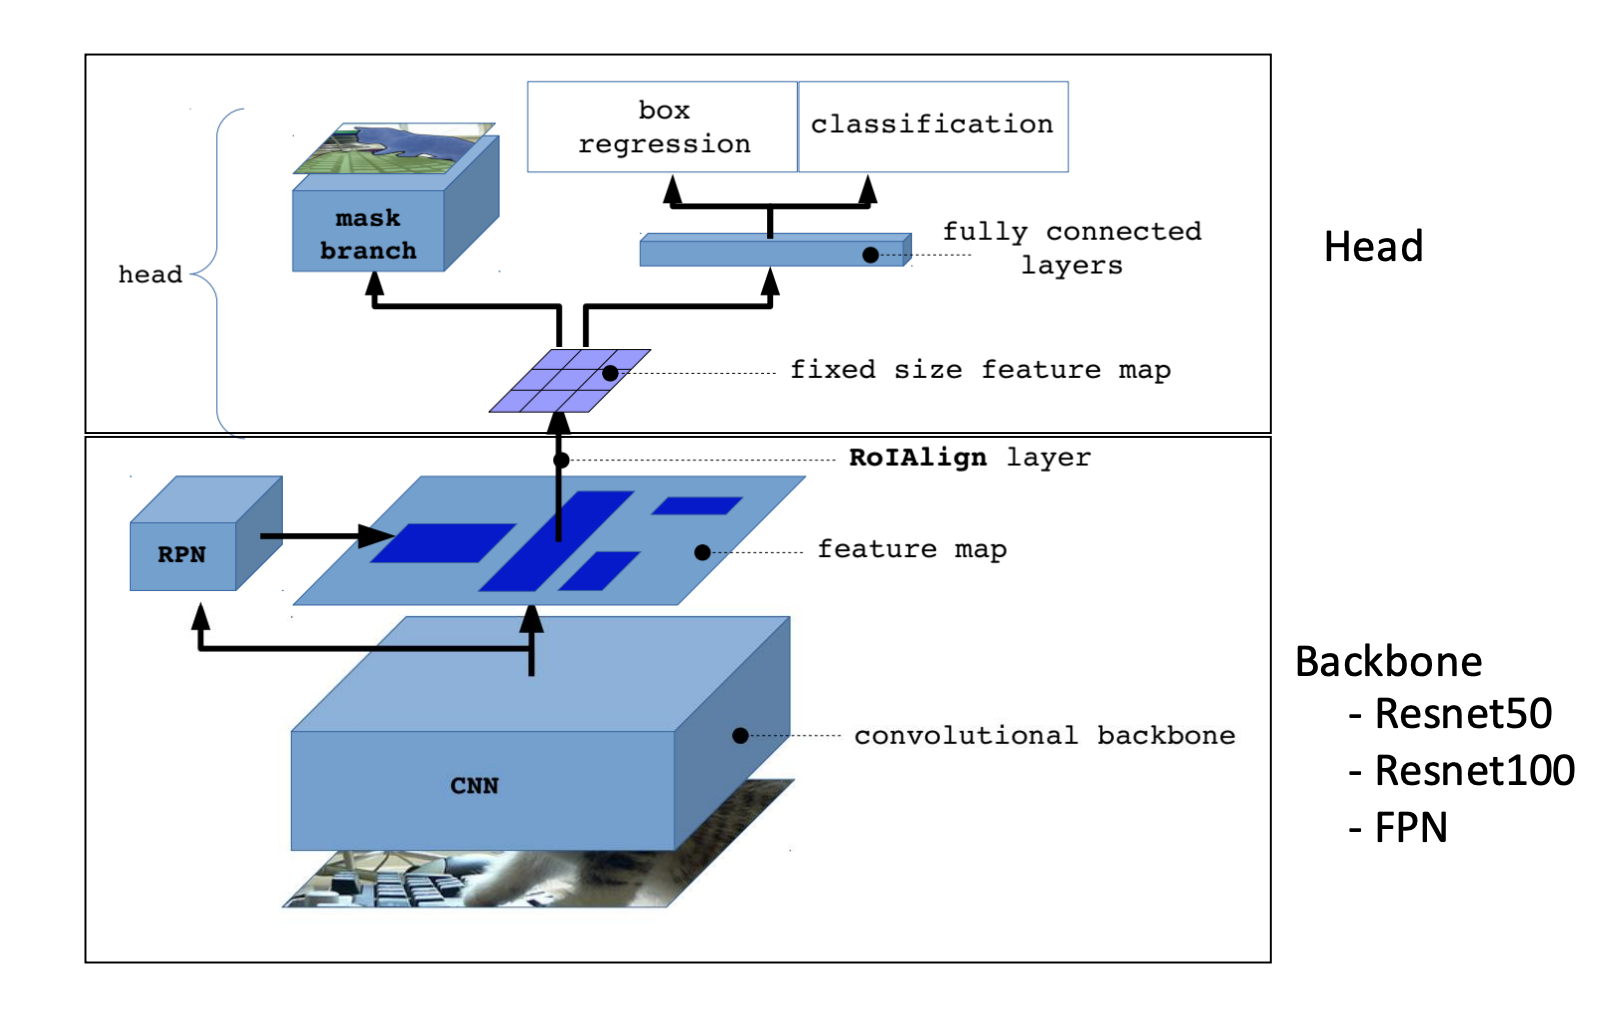 box
regression
classification
mask
branch
fully connected
layers
head
Head
fixed size feature map
RoIAlign layer
RPN
feature map
Backbone
- Resnet50
- Resnet100
- FPN
convolutional backbone
CNN